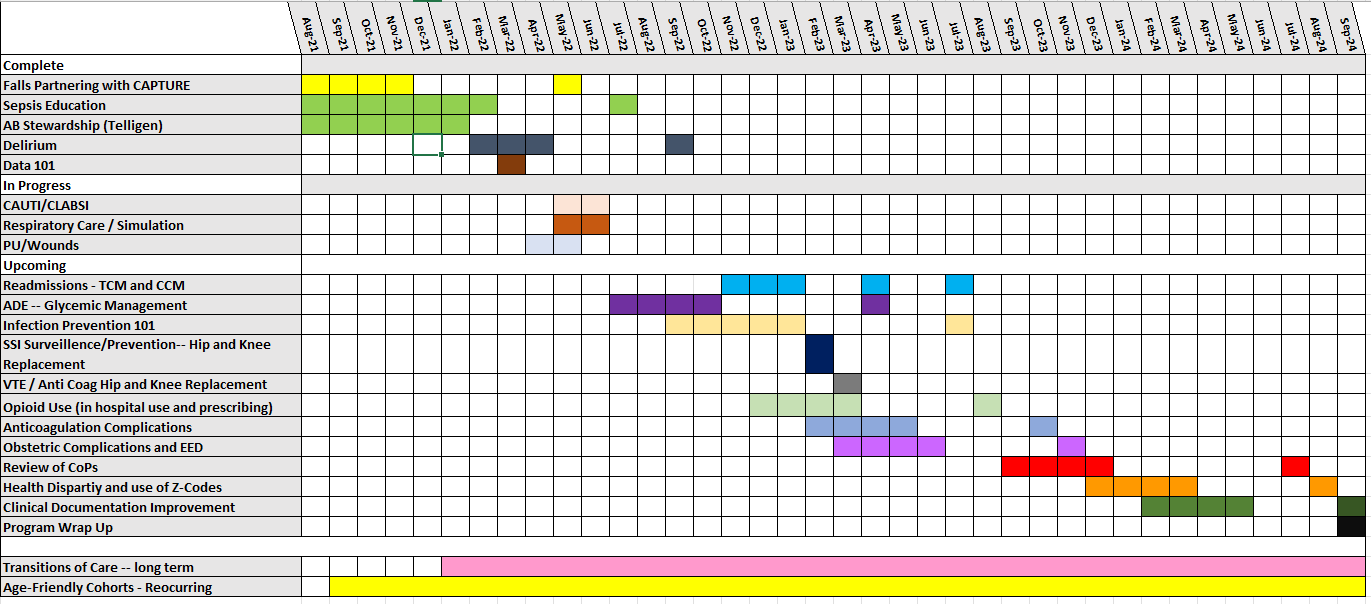 Aug-21 Sep-21 Oct-21 Nov-21 Dec-21 Jan-22 Feb-22 Mar-22 Apr-22 May-22 Jun-22 Jul-22 Aug-22 Sep-22 Oct-22 Nov-22 Dec-22 Jan-23 Feb-23 Mar-23 Apr-23 May-23 Jun-23 Jul-23 Aug-23 Sep-23 Oct-23 Nov-23 Dec-23 Jan-24 Feb-24 Mar-24 Apr-24 May-24 Jun-24 Jul-24 Aug-24 Sep-24
Complete
Falls Partnering with CAPTURE
Sepsis Education
AB Stewardship (Telligen)
Delirium
Data 101
In Progress
CAUTI/CLABSI
Respiratory Care / Simulation
PU/Wounds
Upcoming
Readmissions - TCM and CCM
ADE -- Glycemic Management
Infection Prevention 101
SSI Surveillence/Prevention-- Hip and Knee
Replacement
VTE / Anti Coag Hip and Knee Replacement
Opioid Use (in hospital use and prescribing)
Anticoagulation Complications
Obstetric Complications and EED
Review of CoPs
Health Dispartiy and use of Z-Codes
Clinical Documentation Improvement
Program Wrap Up
Transitions of Care -- long term
Age-Friendly Cohorts - Reocurring